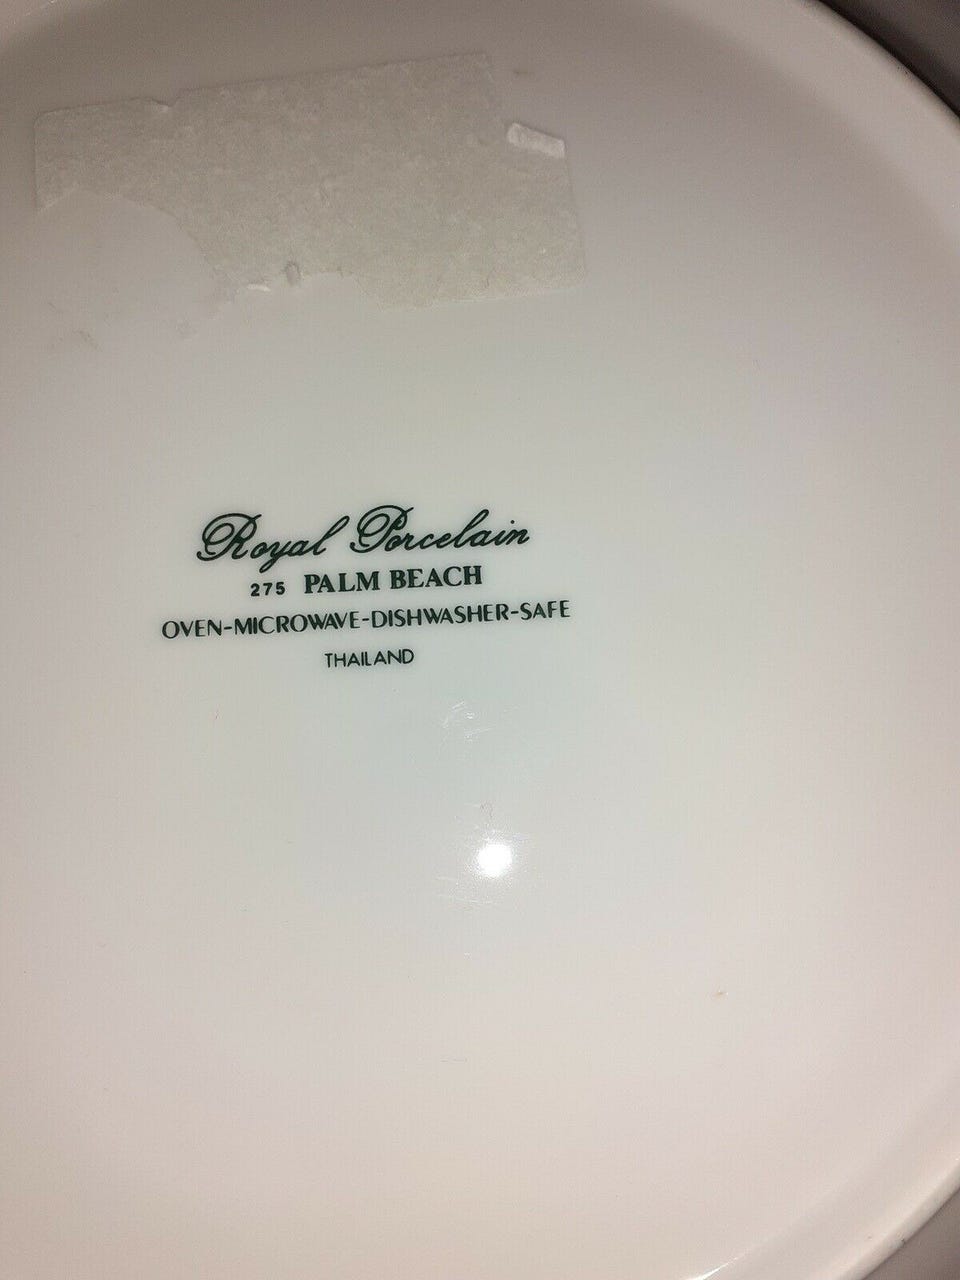 Royal Porcelain
275 PALM BEACH
OVEN-MICROWAVE-DISHWASHER-SAFE
THAILAND